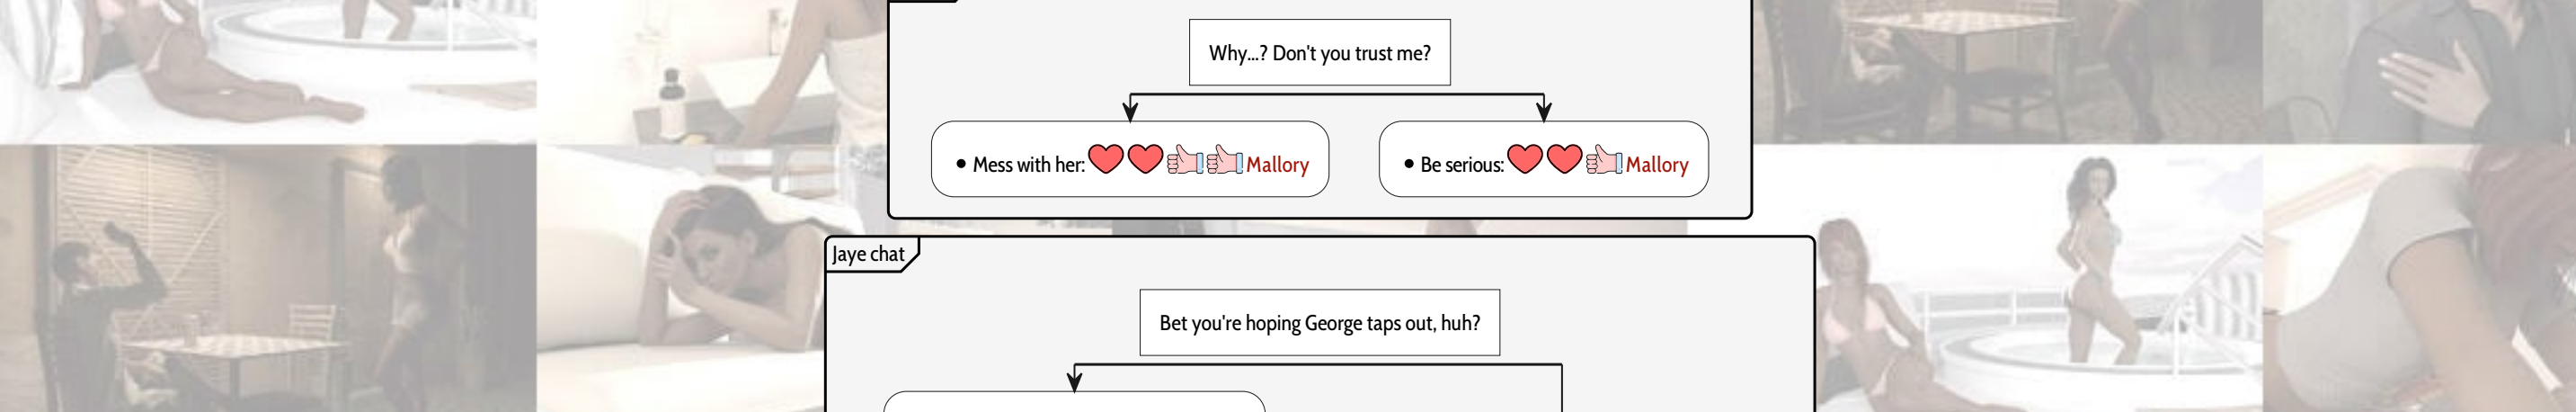 Why...? Don't you trust me?
• Mess with her: Mallory
• Be serious: Mallory
Jaye chat
Bet you're hoping George taps out, huh?